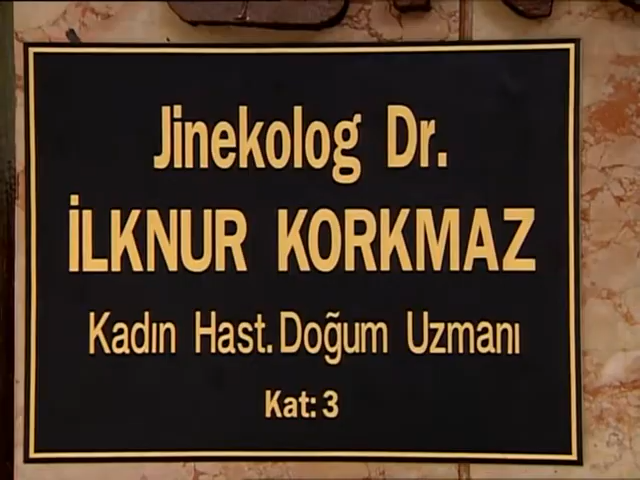 Jinekolog Dr.
İLKNUR KORKMAZ
Kadın Hast. Doğum Uzmanı
Kat: 3